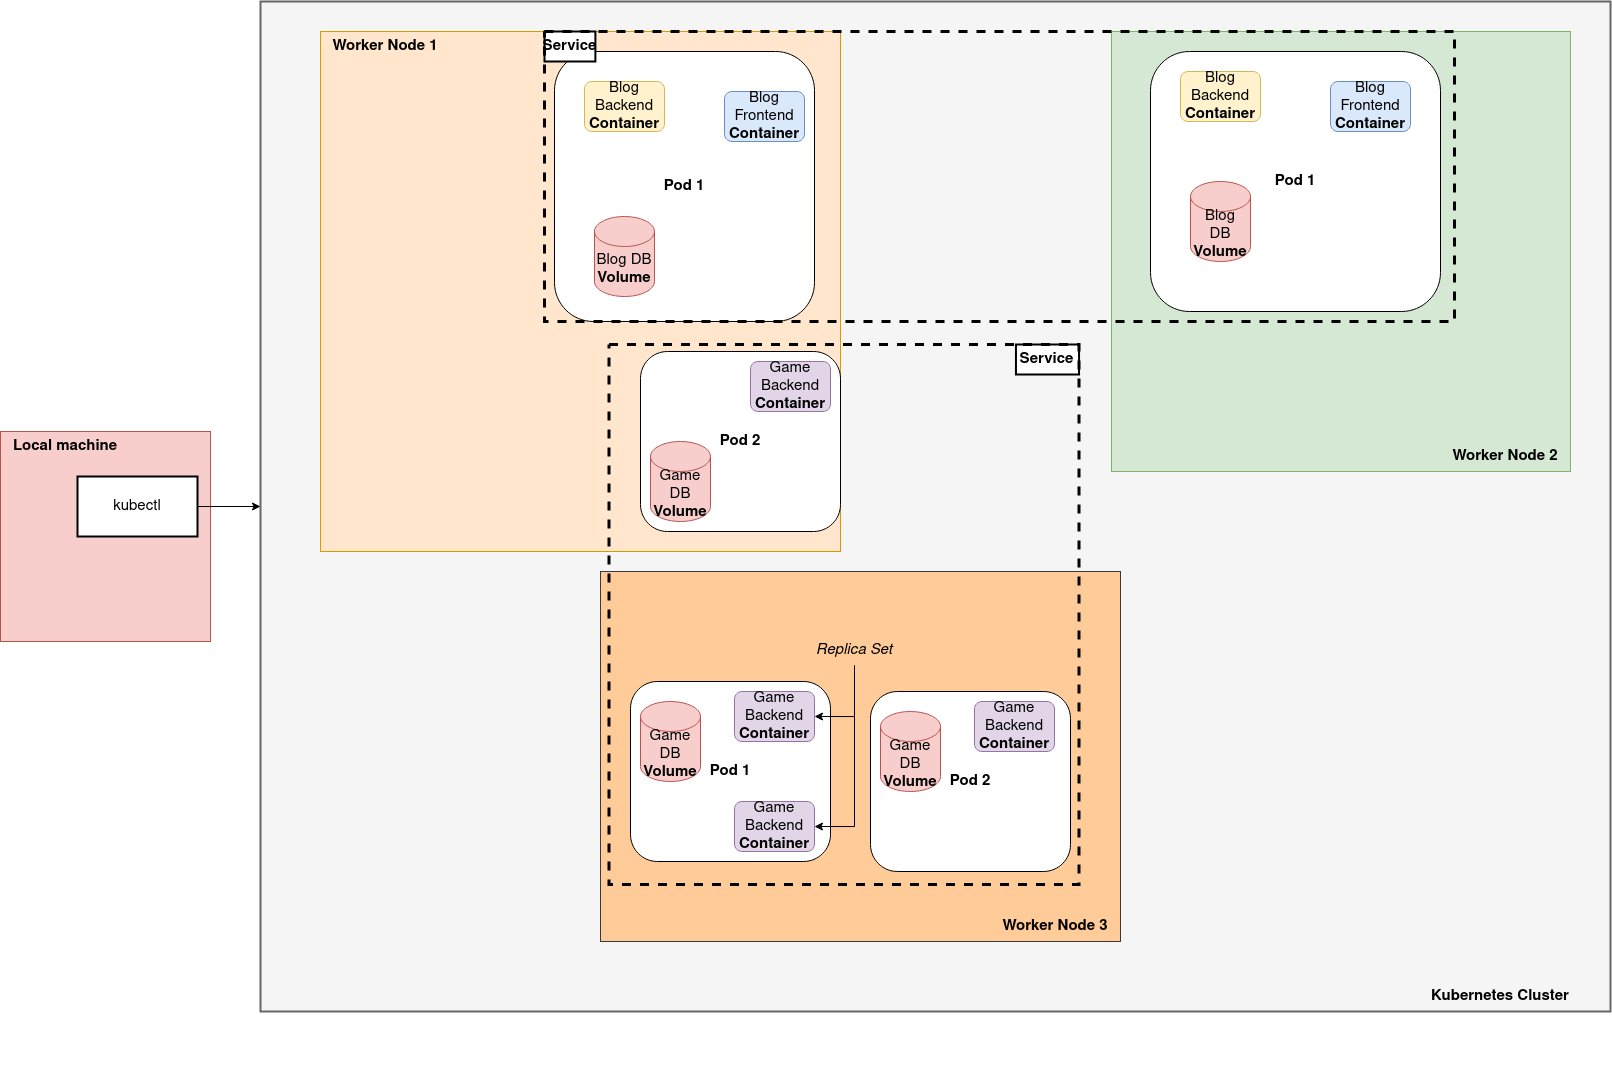 Worker Node 1
Service
Blog
Backend
Container
Blog
Frontend
Container
Pod 1
Blog DB
Volume
Blog
Backend
Container
Blog
Frontend
Container
Pod 1
Blog
DB
Volume
Worker Node 2
Service
Game
Backend
Container
Pod 2
Game
DB
Volume
Local machine
kubectl
Replica Set
Game
Backend
Container
Game
DB
Volume
Pod 1
Game
Backend
Container
Game
Backend
Container
Game
DB
Volume
Pod 2
Worker Node 3
Kubernetes Cluster